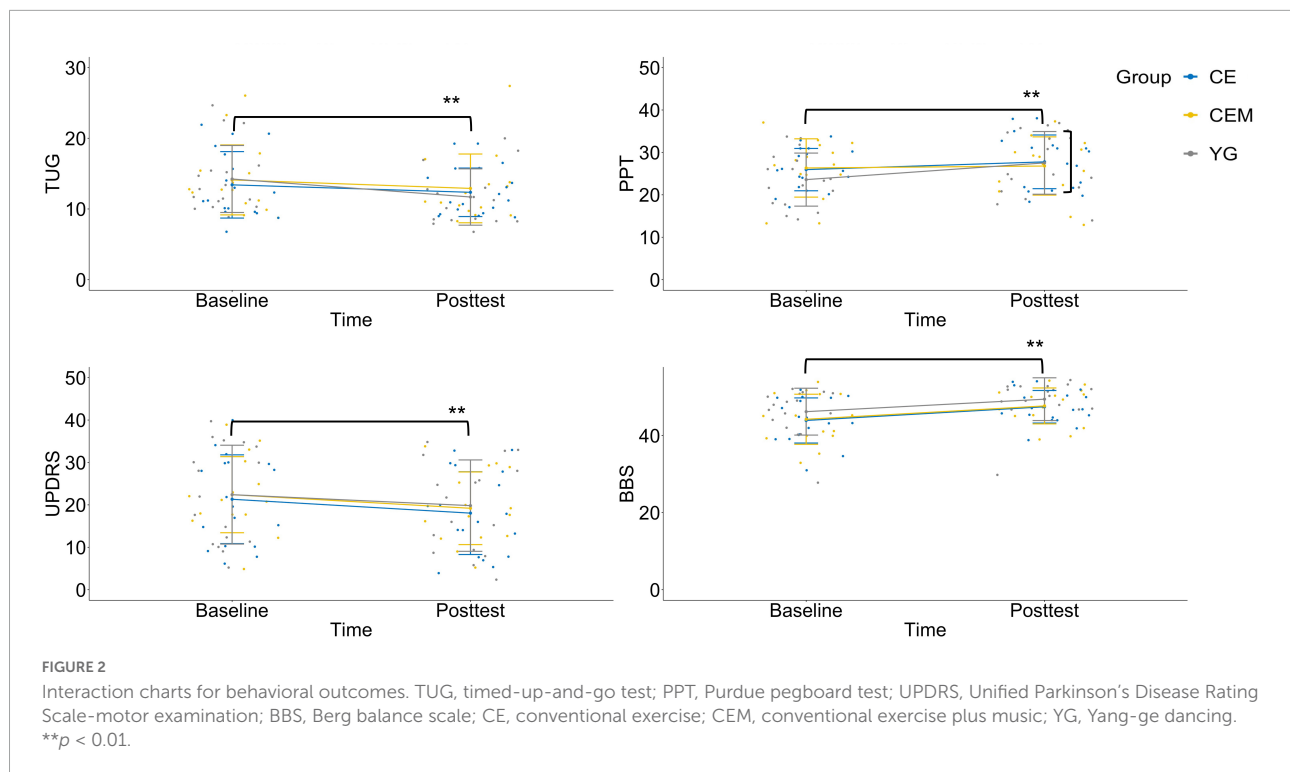 30
20
10
0
TUG
**
Baseline
Posttest
Time
50
40
30
20
10
0
PPT
**
Baseline
Posttest
Time
Group
CE
CEM
YG
50
40
30
20
10
0
UPDRS
**
Baseline
Posttest
Time
40
20
0
BBS
**
Baseline
Posttest
Time
FIGURE 2
Interaction charts for behavioral outcomes. TUG, timed-up-and-go test; PPT, Purdue pegboard test; UPDRS, Unified Parkinson's Disease Rating
Scale-motor examination; BBS, Berg balance scale; CE, conventional exercise; CEM, conventional exercise plus music; YG, Yang-ge dancing.
**p < 0.01.